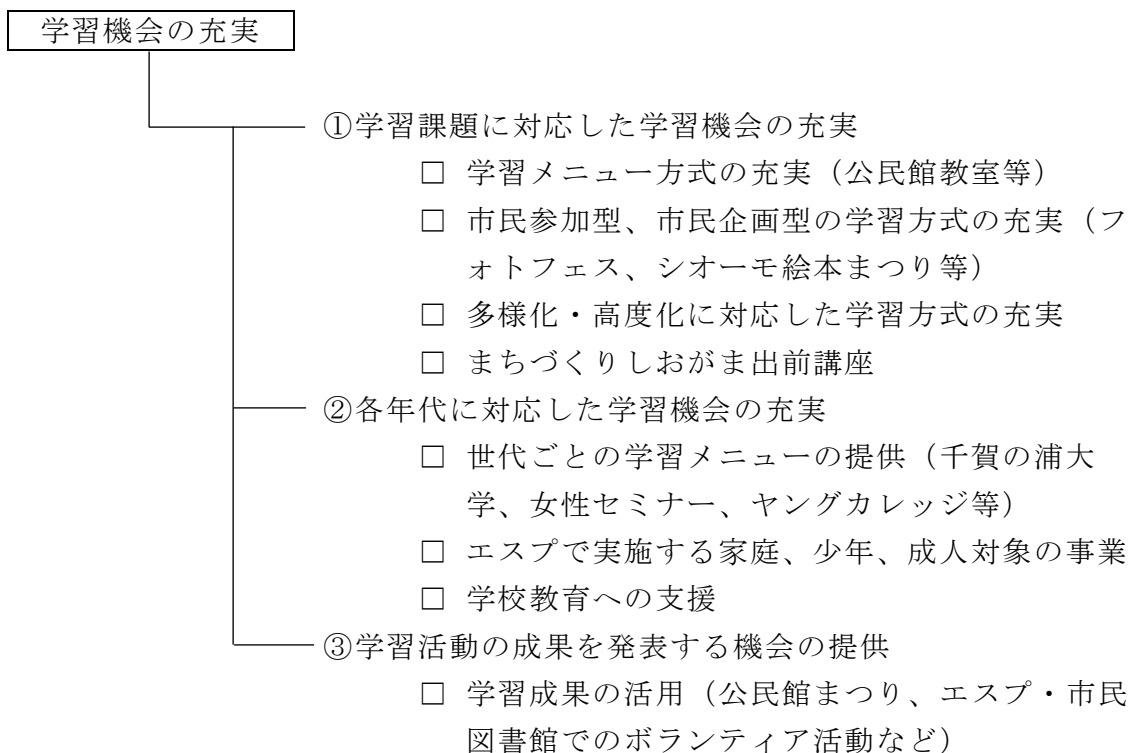 学習機会の充実
①学習課題に対応した学習機会の充実
□ 学習メニュー方式の充実（公民館教室等）
□ 市民参加型、市民企画型の学習方式の充実（フ
ォトフェス、シオーモ絵本まつり等）
□ 多様化・高度化に対応した学習方式の充実
□ まちづくりしおがま出前講座
②各年代に対応した学習機会の充実
□ 世代ごとの学習メニューの提供（千賀の浦大
学、女性セミナー、ヤングカレッジ等）
□ エスプで実施する家庭、少年、成人対象の事業
□ 学校教育への支援
③学習活動の成果を発表する機会の提供
□ 学習成果の活用（公民館まつり、エスプ・市民
図書館でのボランティア活動など）